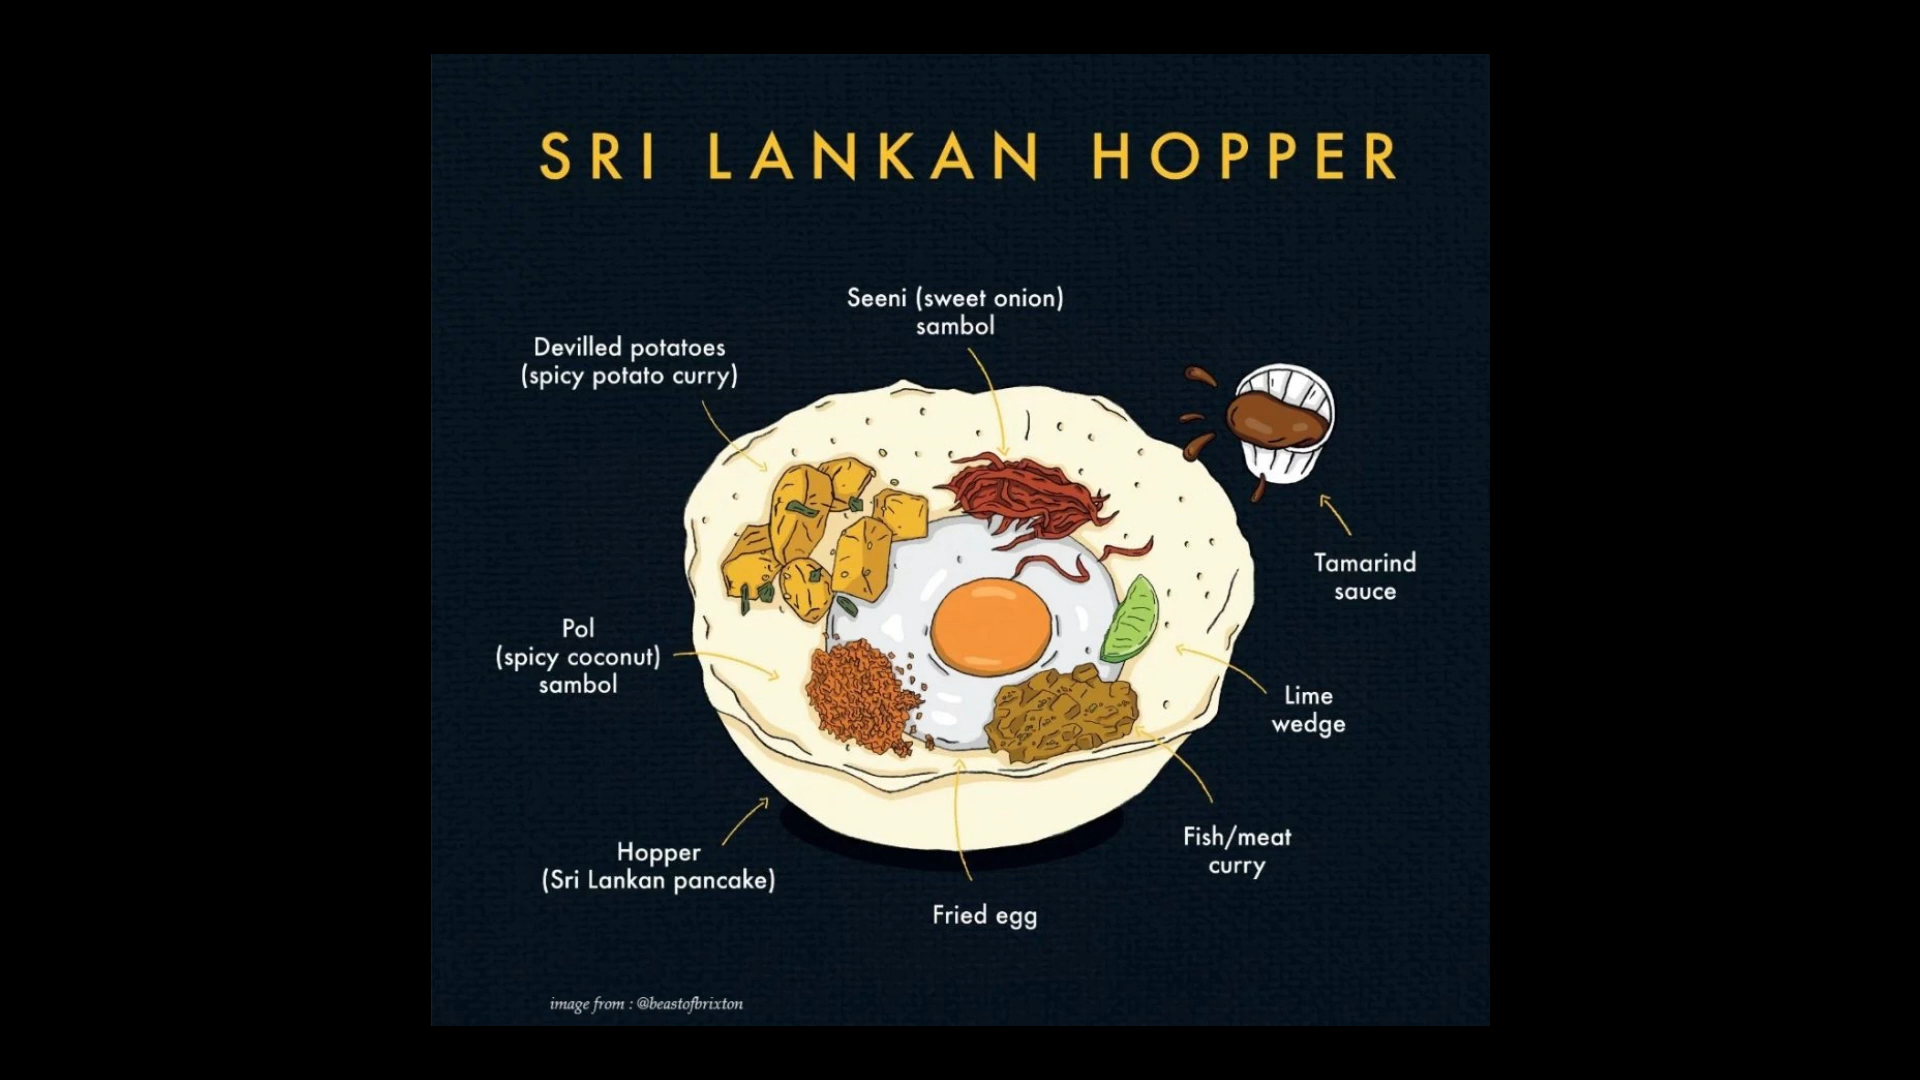 SRI LANKAN HOPPER
Seeni (sweet onion)
sambol
Devilled potatoes
(spicy potato curry)
Tamarind
sauce
Pol
(spicy coconut)
sambol
Lime
wedge
Fish/meat
curry
Hopper
(Sri Lankan pancake)
Fried egg
image from : @beastofbrixton